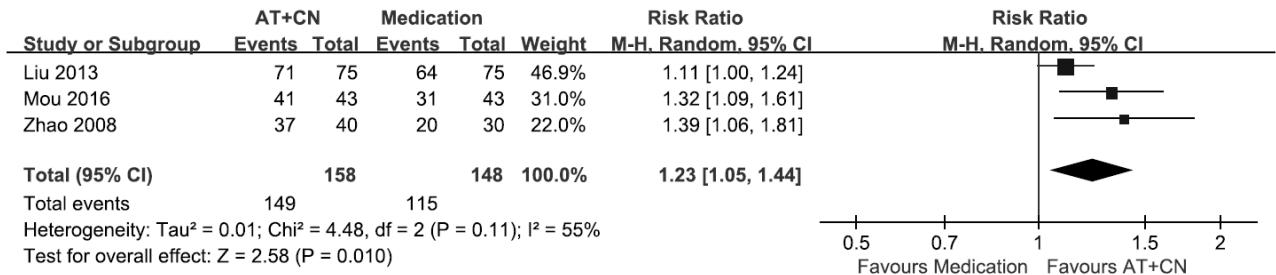 AT+CN Medication Risk Ratio Risk Ratio
Study or Subgroup Events Total Events Total Weight M-H, Random, 95% CI M-H, Random, 95% CI
Liu 2013 71 75 64 75 46.9% 1.11 [1.00, 1.24]
Mou 2016 41 43 31 43 31.0% 1.32 [1.09, 1.61]
Zhao 2008 37 40 20 30 22.0% 1.39 [1.06, 1.81]
Total (95% CI) 158 148 100.0% 1.23 [1.05, 1.44]
Total events 149 115
Heterogeneity: Tau² = 0.01; Chi² = 4.48, df = 2 (P = 0.11); I² = 55%
Test for overall effect: Z = 2.58 (P = 0.010)
0.5 0.7 1 1.5 2
Favours Medication Favours AT+CN